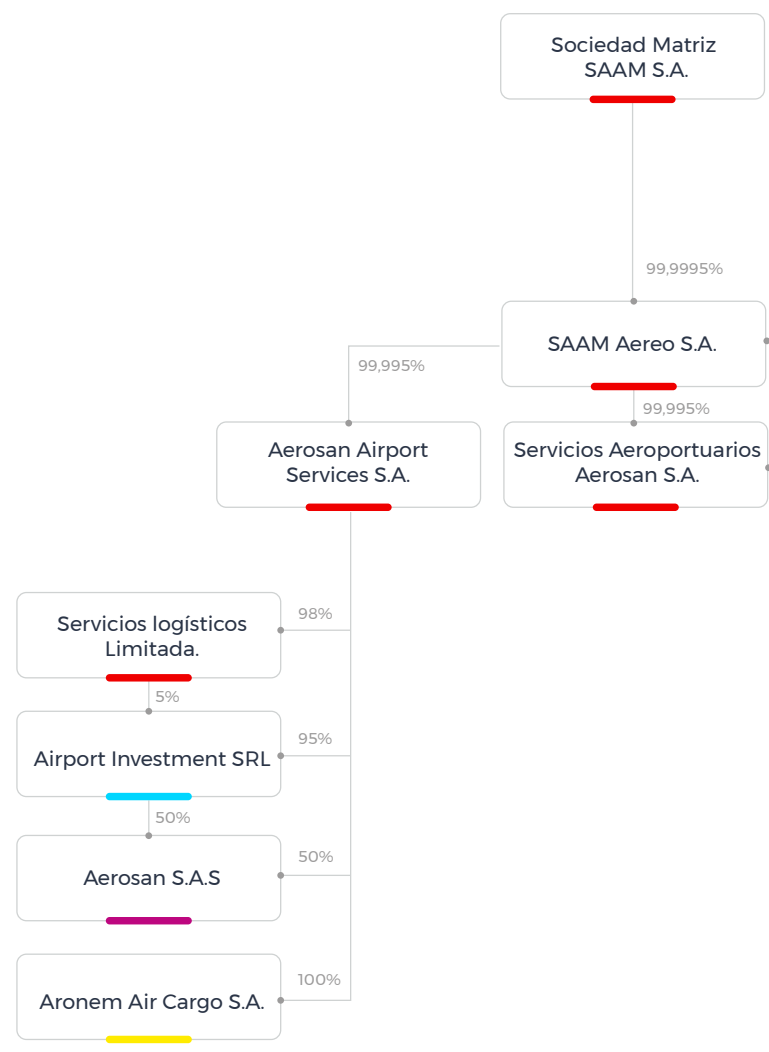 Sociedad Matriz
SAAM S.A.
99,9995%
SAAM Aereo S.A.
99,995%
99,995%
Aerosan Airport
Services S.A.
Servicios Aeroportuarios
Aerosan S.A.
98%
Servicios logísticos
Limitada.
5%
95%
Airport Investment SRL
50%
50%
Aerosan S.A.S
100%
Aronem Air Cargo S.A.